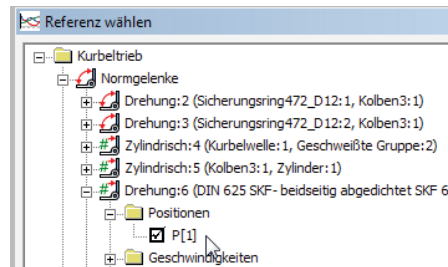 Referenz wählen
Kurbeltrieb
Normgelenke
Drehung:2 (Sicherungsring472_D12:1, Kolben3:1)
Drehung:3 (Sicherungsring472_D12:2, Kolben3:1)
Zylindrisch:4 (Kurbelwelle:1, Geschweißte Gruppe:2)
Zylindrisch:5 (Kolben3:1, Zylinder:1)
Drehung:6 (DIN 625 SKF- beidseitig abgedichtet SKF 6
Positionen
P[1]
Geschwindigkeiten